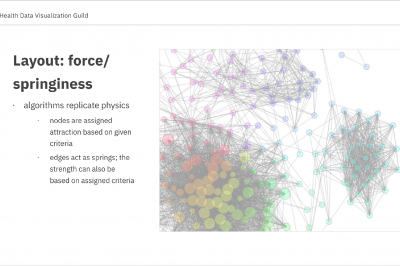 Health Data Visualization Guild
Layout: force/
springiness
· algorithms replicate physics
· nodes are assigned
attraction based on given
criteria
· edges act as springs; the
strength can also be
based on assigned criteria